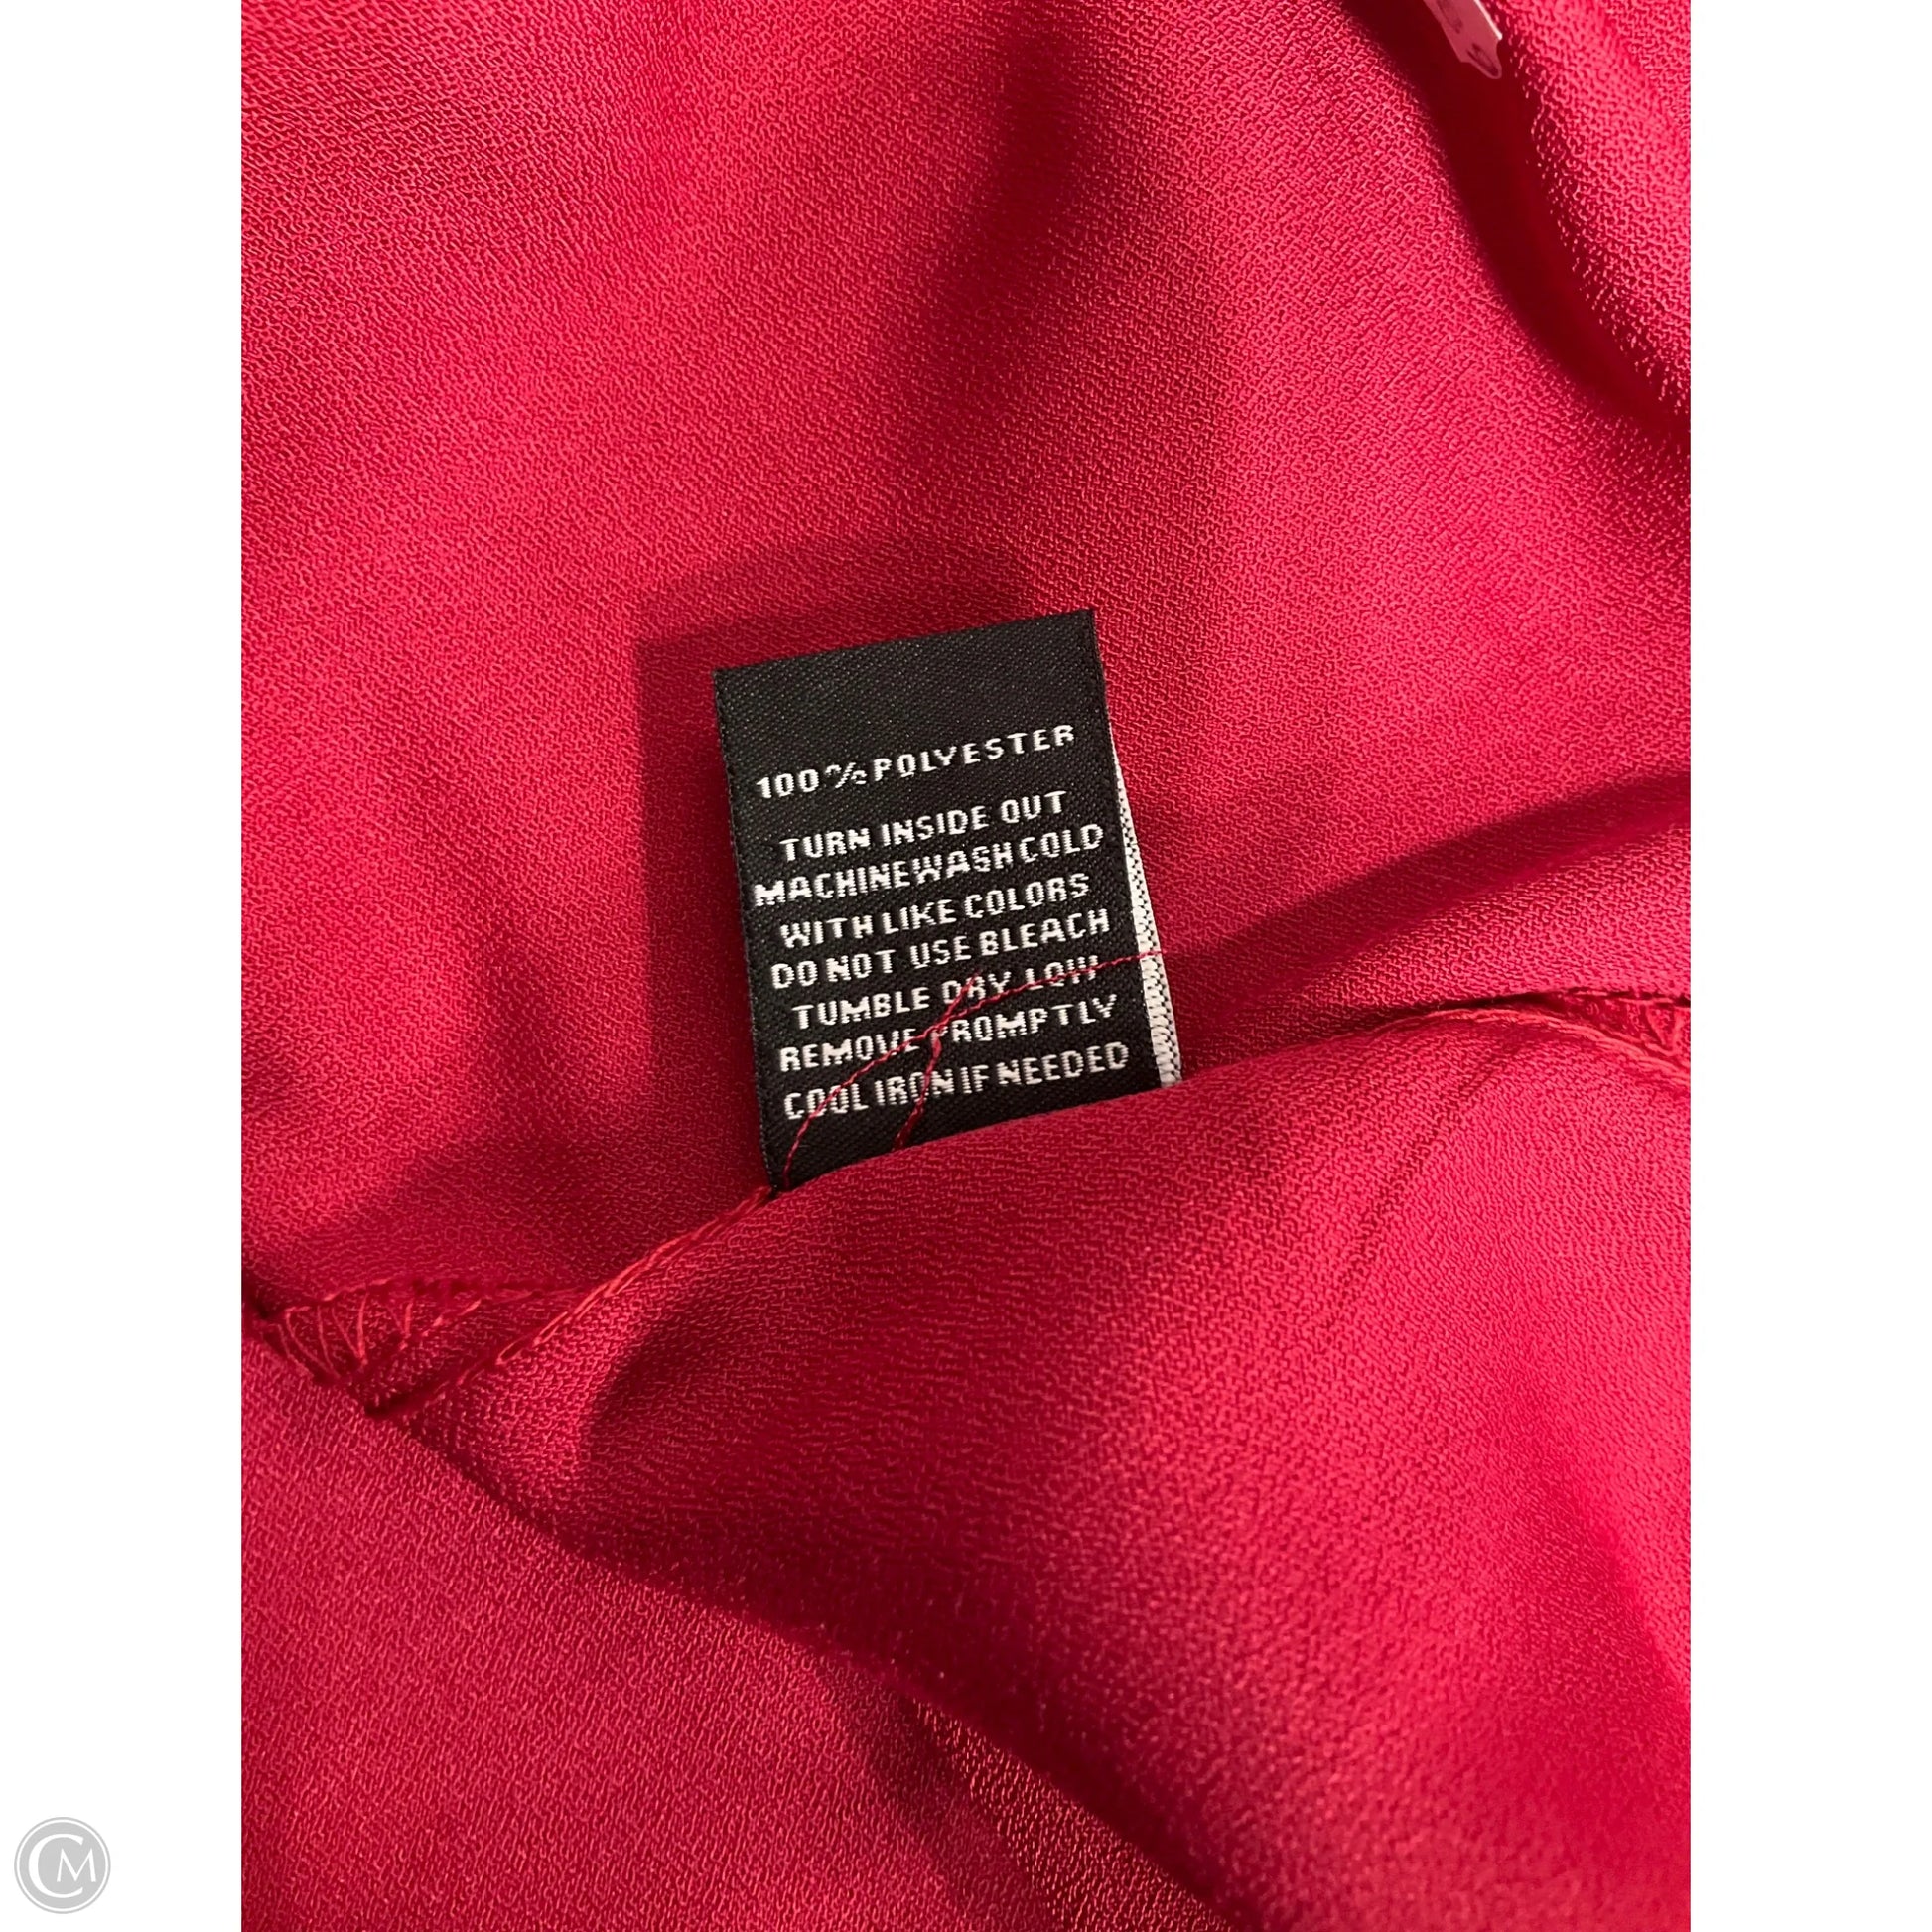 100% POLYESTER
TURN INSIDE OUT
MACHINE WASH COLD
WITH LIKE COLORS
DO NOT USE BLEACH
TUMBLE DRY LOW
REMOVE PROMPTLY
COOL IRON IF NEEDED
CM